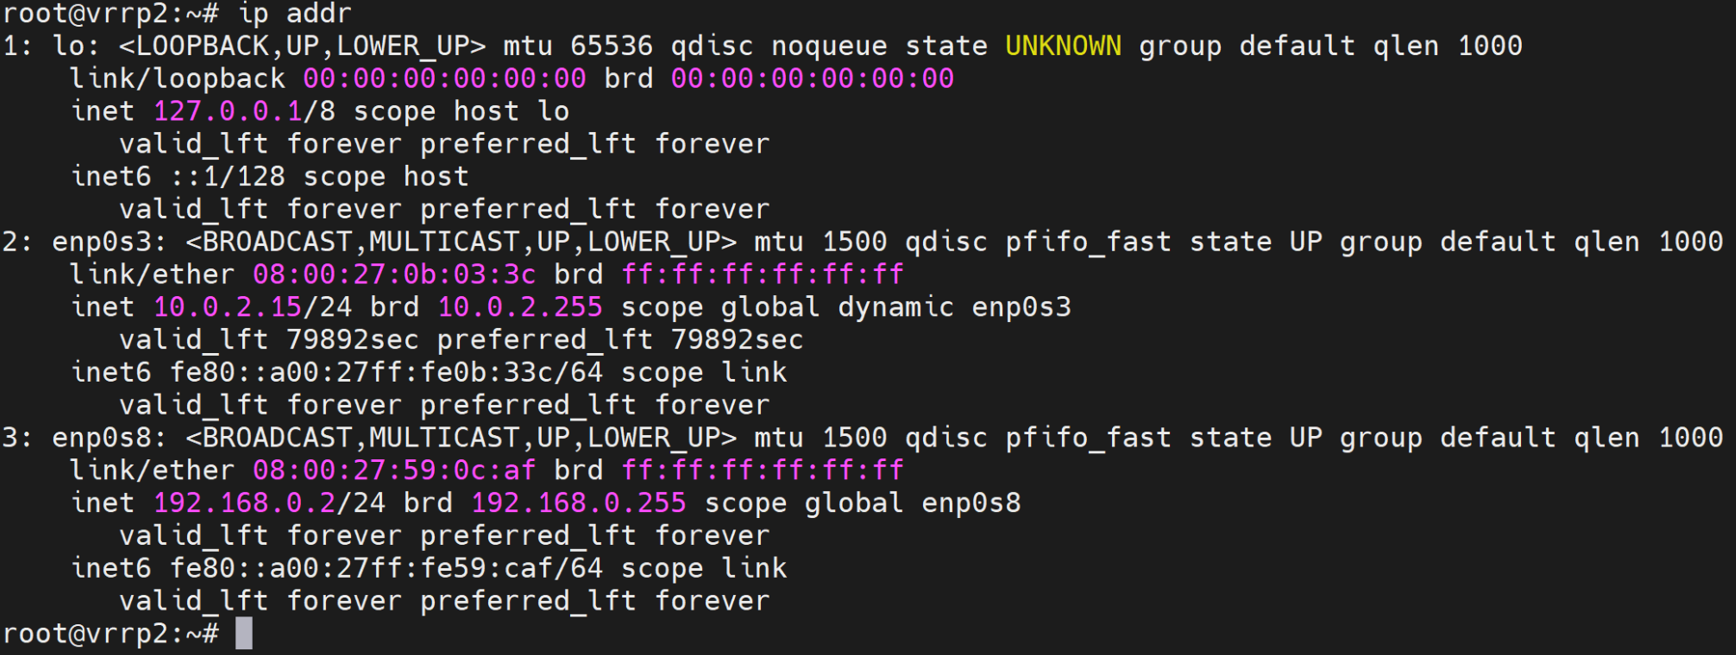 root@vrrp2:~# ip addr
1: lo: <LOOPBACK,UP,LOWER_UP> mtu 65536 qdisc noqueue state UNKNOWN group default qlen 1000
    link/loopback 00:00:00:00:00:00 brd 00:00:00:00:00:00
    inet 127.0.0.1/8 scope host lo
       valid_lft forever preferred_lft forever
    inet6 ::1/128 scope host
       valid_lft forever preferred_lft forever
2: enp0s3: <BROADCAST,MULTICAST,UP,LOWER_UP> mtu 1500 qdisc pfifo_fast state UP group default qlen 1000
    link/ether 08:00:27:0b:03:3c brd ff:ff:ff:ff:ff:ff
    inet 10.0.2.15/24 brd 10.0.2.255 scope global dynamic enp0s3
       valid_lft 79892sec preferred_lft 79892sec
    inet6 fe80::a00:27ff:fe0b:33c/64 scope link
       valid_lft forever preferred_lft forever
3: enp0s8: <BROADCAST,MULTICAST,UP,LOWER_UP> mtu 1500 qdisc pfifo_fast state UP group default qlen 1000
    link/ether 08:00:27:59:0c:af brd ff:ff:ff:ff:ff:ff
    inet 192.168.0.2/24 brd 192.168.0.255 scope global enp0s8
       valid_lft forever preferred_lft forever
    inet6 fe80::a00:27ff:fe59:caf/64 scope link
       valid_lft forever preferred_lft forever
root@vrrp2:~#